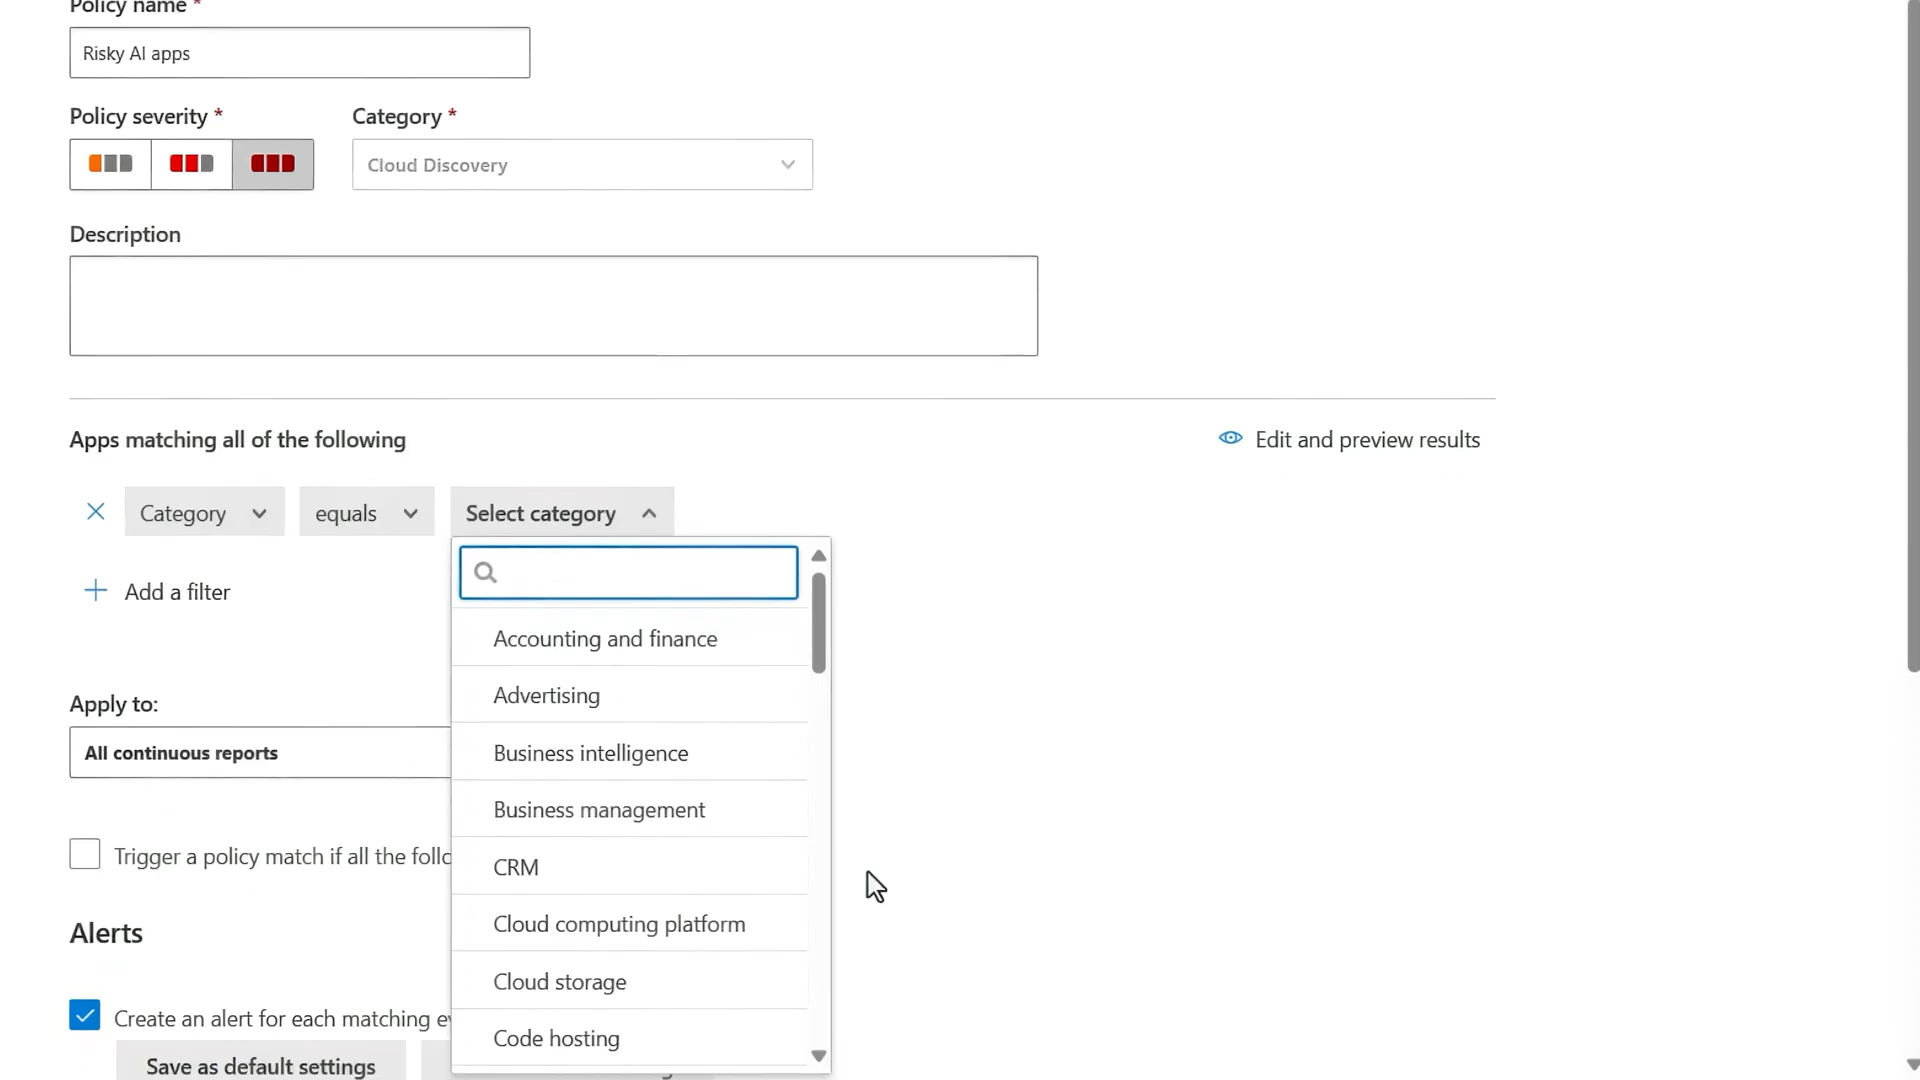 Policy name *
Risky AI apps
Policy severity *
Category *
Cloud Discovery
Description
Apps matching all of the following
Edit and preview results
Category
equals
Select category
Add a filter
Accounting and finance
Advertising
Business intelligence
Business management
CRM
Cloud computing platform
Cloud storage
Code hosting
Apply to:
All continuous reports
Trigger a policy match if all the
Alerts
Create an alert for each matching
Save as default settings